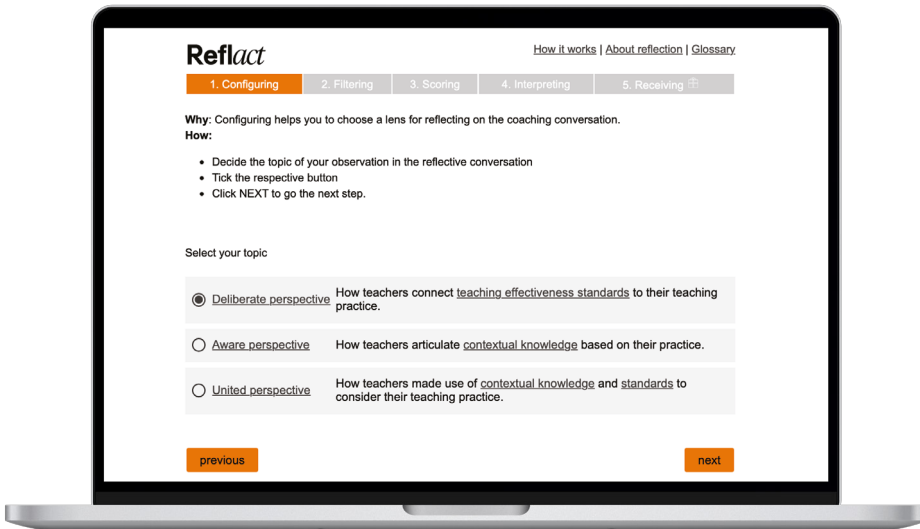 Reflact
How it works | About reflection | Glossary
1. Configuring 2. Filtering 3. Scoring 4. Interpreting 5. Receiving
Why: Configuring helps you to choose a lens for reflecting on the coaching conversation.
How:
• Decide the topic of your observation in the reflective conversation
• Tick the respective button
• Click NEXT to go the next step.
Select your topic
Deliberate perspective
How teachers connect teaching effectiveness standards to their teaching
practice.
Aware perspective
How teachers articulate contextual knowledge based on their practice.
United perspective
How teachers made use of contextual knowledge and standards to
consider their teaching practice.
previous
next